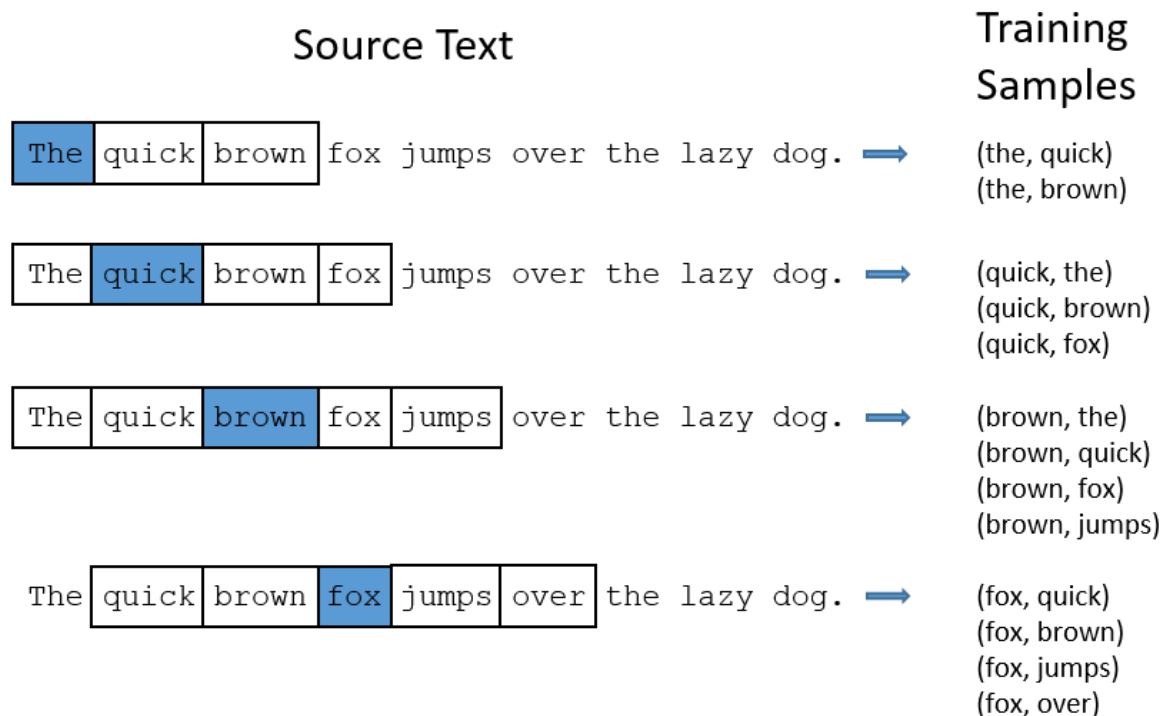 Source Text
Training
Samples
The quick brown fox jumps over the lazy dog.
(the, quick)
(the, brown)
The quick brown fox jumps over the lazy dog.
(quick, the)
(quick, brown)
(quick, fox)
The quick brown fox jumps over the lazy dog.
(brown, the)
(brown, quick)
(brown, fox)
(brown, jumps)
The quick brown fox jumps over the lazy dog.
(fox, quick)
(fox, brown)
(fox, jumps)
(fox, over)